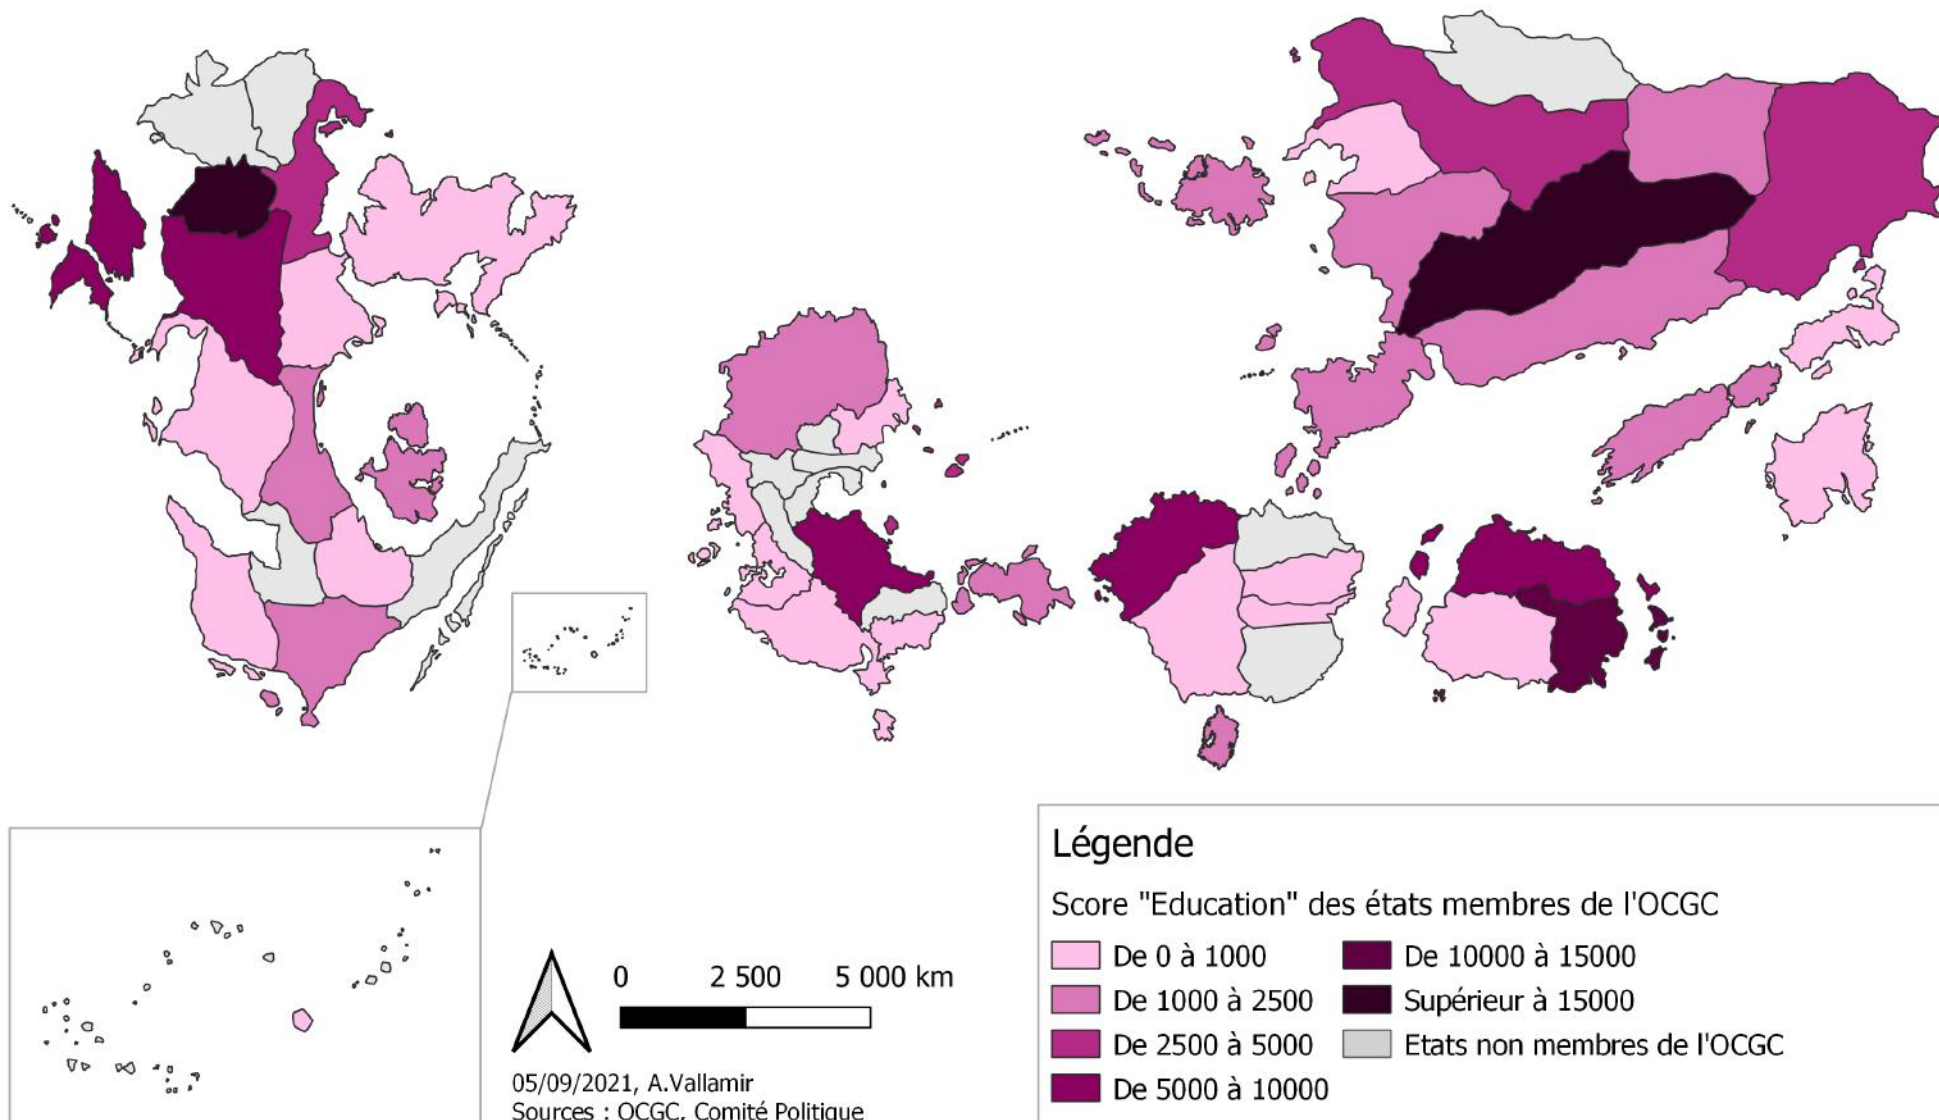 Légende
Score "Education" des états membres de l'OCGC
De 0 à 1000
De 1000 à 2500
De 2500 à 5000
De 5000 à 10000
De 10000 à 15000
Supérieur à 15000
Etats non membres de l'OCGC
0 2 500 5 000 km
05/09/2021, A.Vallamir
Sources : OCGC, Comité Politique